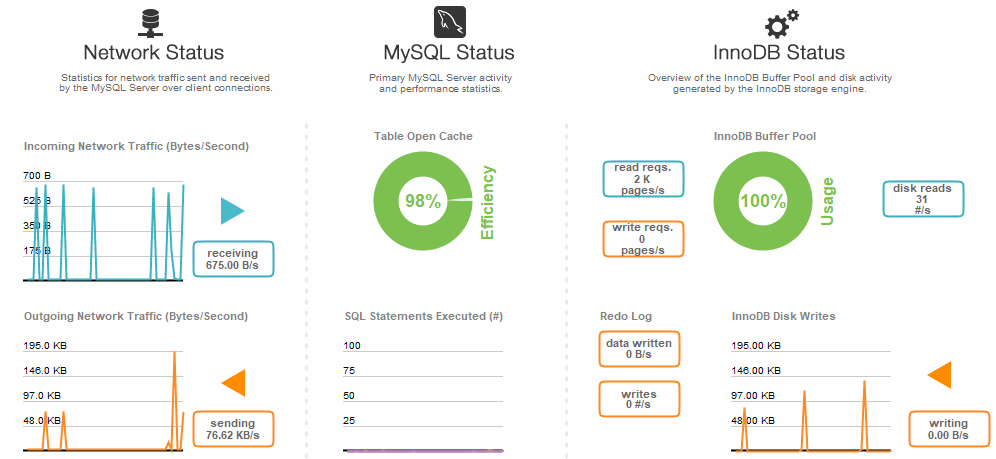 Network Status
Statistics for network traffic sent and received
by the MySQL Server over client connections.
MySQL Status
Primary MySQL Server activity
and performance statistics.
InnoDB Status
Overview of the InnoDB Buffer Pool and disk activity
generated by the InnoDB storage engine.
Incoming Network Traffic (Bytes/Second)
700 B
525 B
350 B
175 B
receiving
675.00 B/s
Table Open Cache
98%
Efficiency
InnoDB Buffer Pool
read reqs.
2 K
pages/s
write reqs.
0
pages/s
100%
Usage
disk reads
31
#/s
Outgoing Network Traffic (Bytes/Second)
195.0 KB
146.0 KB
97.0 KB
48.0 KB
sending
76.62 KB/s
SQL Statements Executed (#)
100
75
50
25
Redo Log
data written
0 B/s
writes
0 #/s
InnoDB Disk Writes
195.00 KB
146.00 KB
97.00 KB
48.00 KB
writing
0.00 B/s